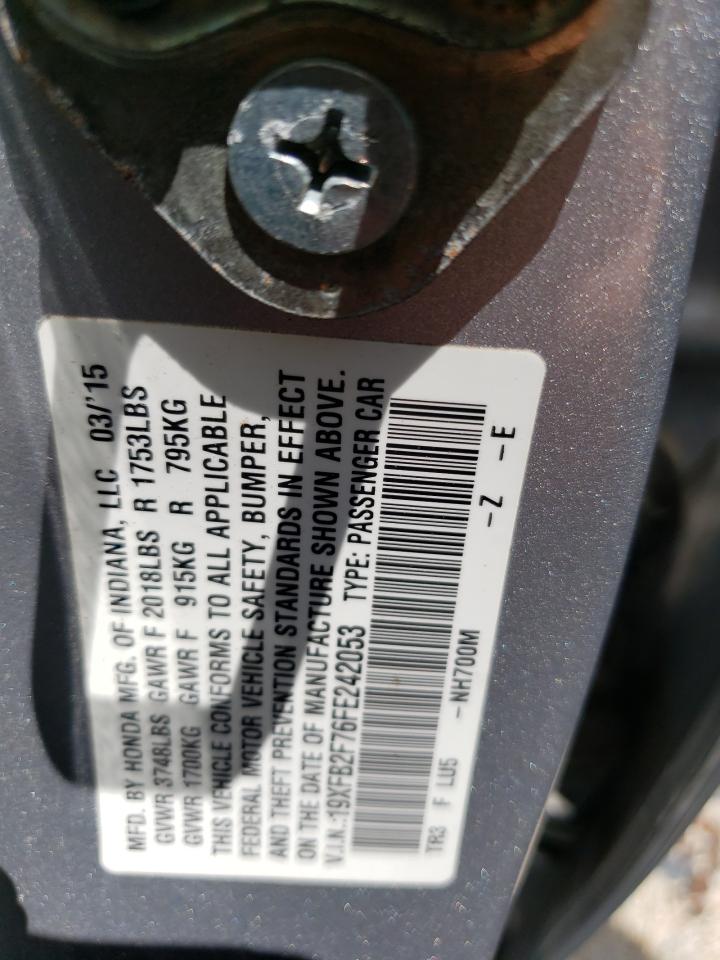 MFD. BY HONDA MFG. OF INDIANA, LLC 03/'15
GVWR 3748LBS GAWR F 2018LBS R 1753LBS
GVWR 1700KG GAWR F 915KG R 795KG
THIS VEHICLE CONFORMS TO ALL APPLICABLE
FEDERAL MOTOR VEHICLE SAFETY, BUMPER,
AND THEFT PREVENTION STANDARDS IN EFFECT
ON THE DATE OF MANUFACTURE SHOWN ABOVE.
V.I.N.:19XFB2F76FE242053 TYPE: PASSENGER CAR
TR3 F LU5 -NH700M -Z -E